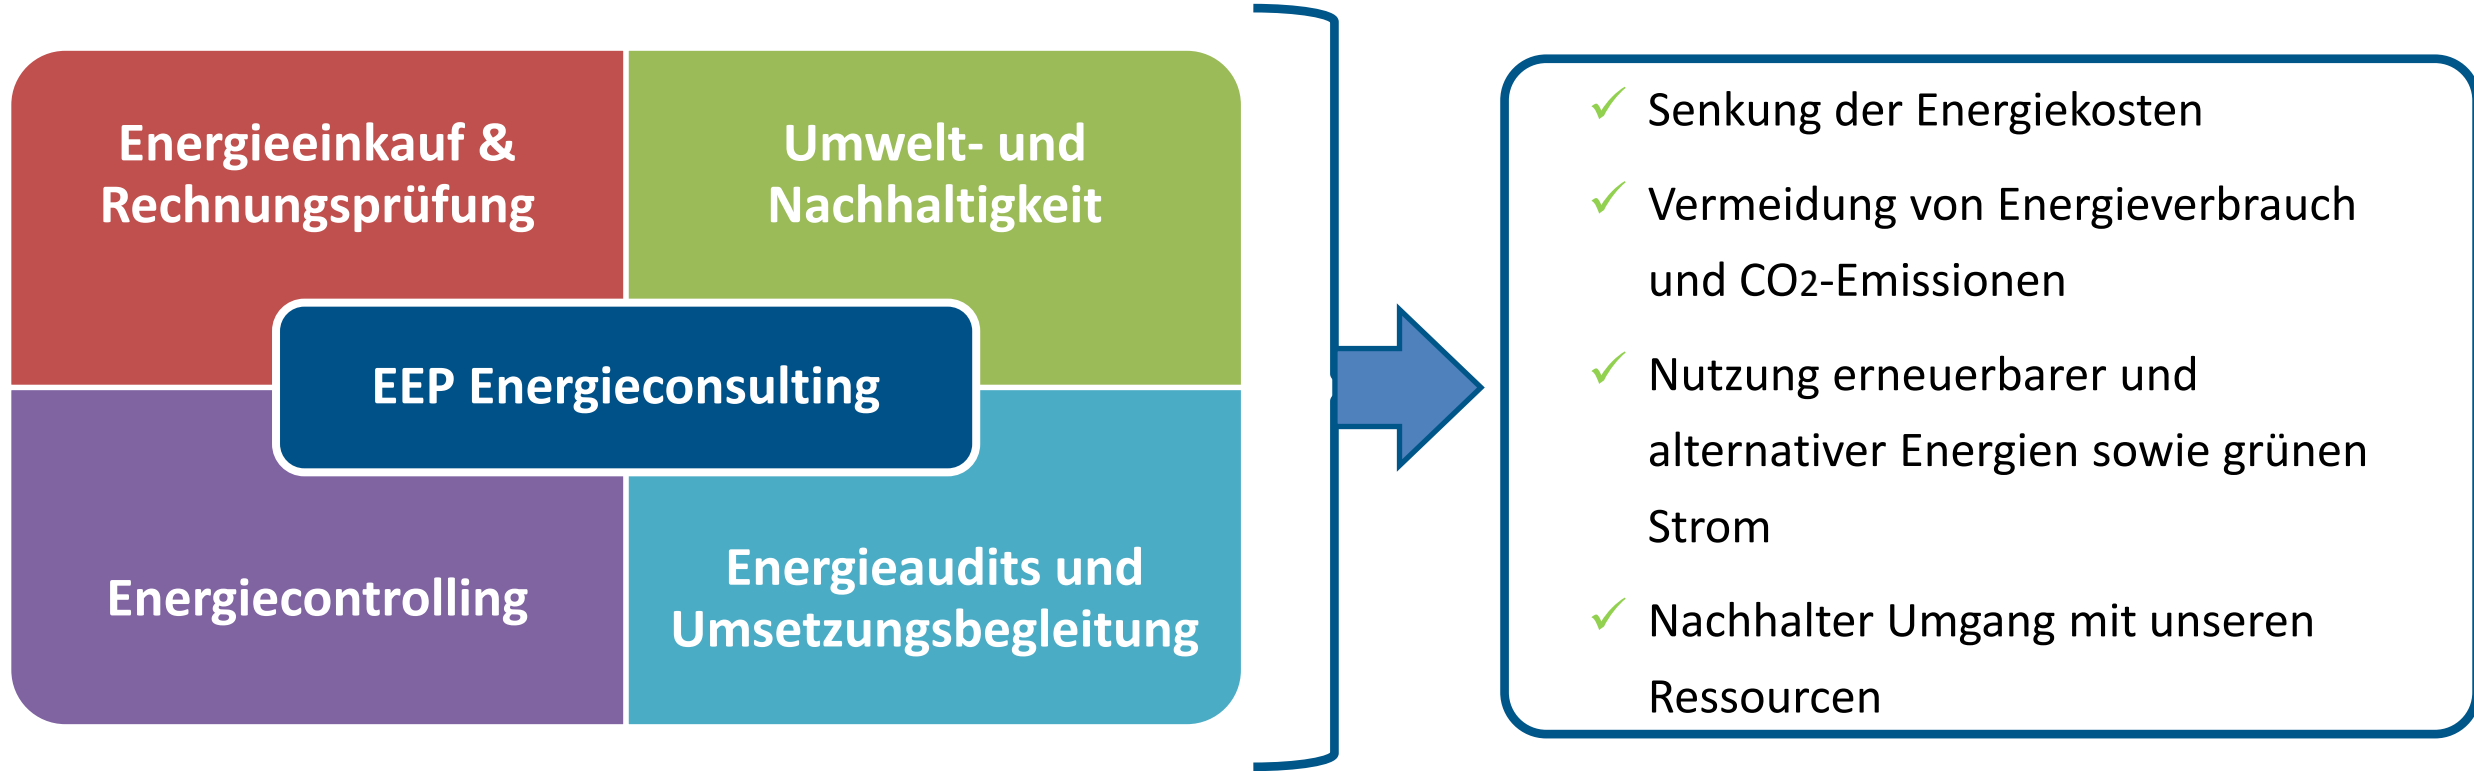 Energieeinkauf &
Rechnungsprüfung
Umwelt- und
Nachhaltigkeit
EEP Energieconsulting
Energiecontrolling
Energieaudits und
Umsetzungsbegleitung
✓ Senkung der Energiekosten
✓ Vermeidung von Energieverbrauch
und CO2-Emissionen
✓ Nutzung erneuerbarer und
alternativer Energien sowie grünen
Strom
✓ Nachhalter Umgang mit unseren
Ressourcen